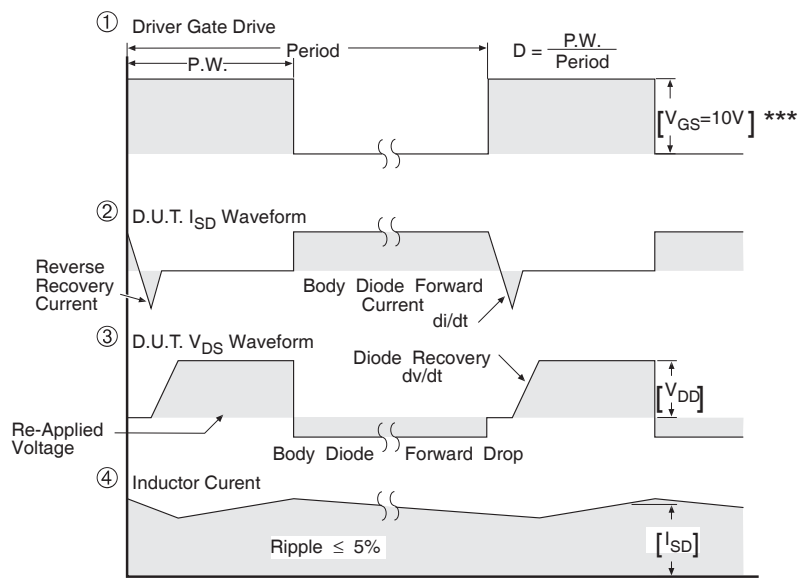 ① Driver Gate Drive
Period
P.W.
D = P.W. / Period
[VGS=10V] ***
② D.U.T. ISD Waveform
Reverse
Recovery
Current
Body Diode Forward
Current
di/dt
③ D.U.T. VDS Waveform
Diode Recovery
dv/dt
[VDD]
Re-Applied
Voltage
Body Diode Forward Drop
④ Inductor Curent
Ripple ≤ 5%
[ISD]